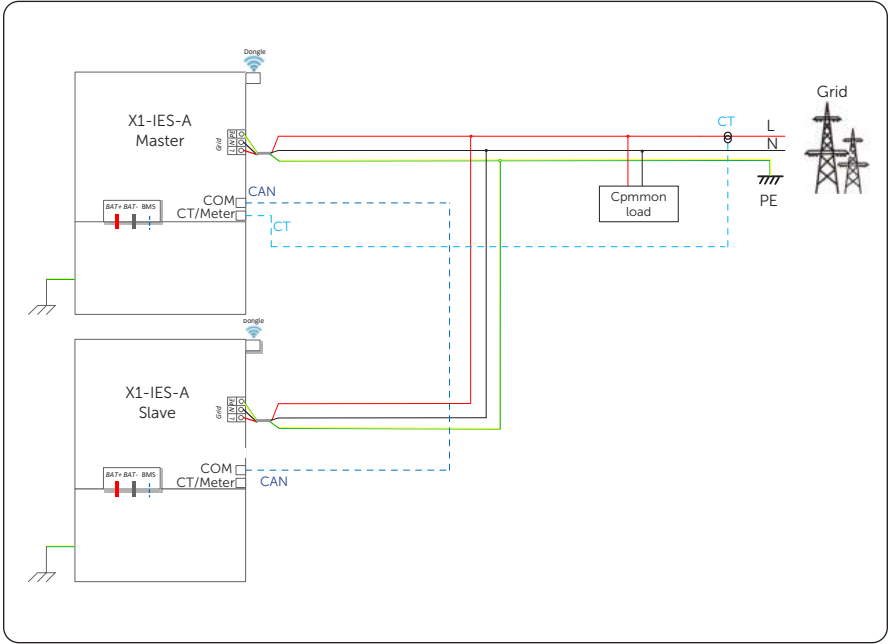 Dongle
X1-IES-A
Master
Grid
L N PE
COM
CT/Meter
CAN
CT
BAT+ BAT- BMS
CT
L
N
PE
Grid
Cpmmon
load
Dongle
X1-IES-A
Slave
Grid
L N PE
COM
CT/Meter
CAN
BAT+ BAT- BMS